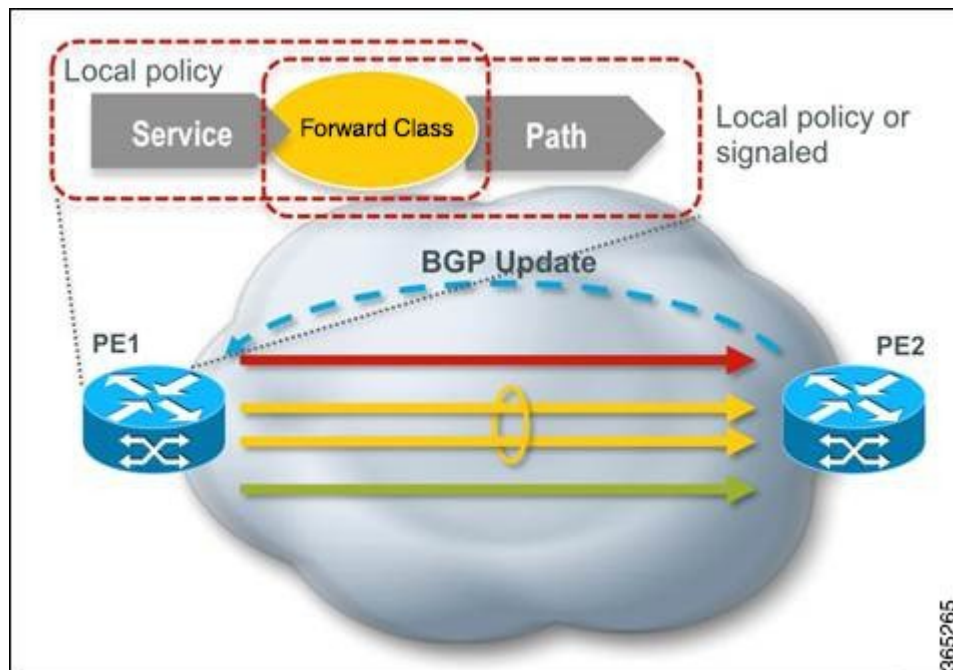 Local policy
Service
Forward Class
Path
Local policy or
signaled
BGP Update
PE1
PE2
365265